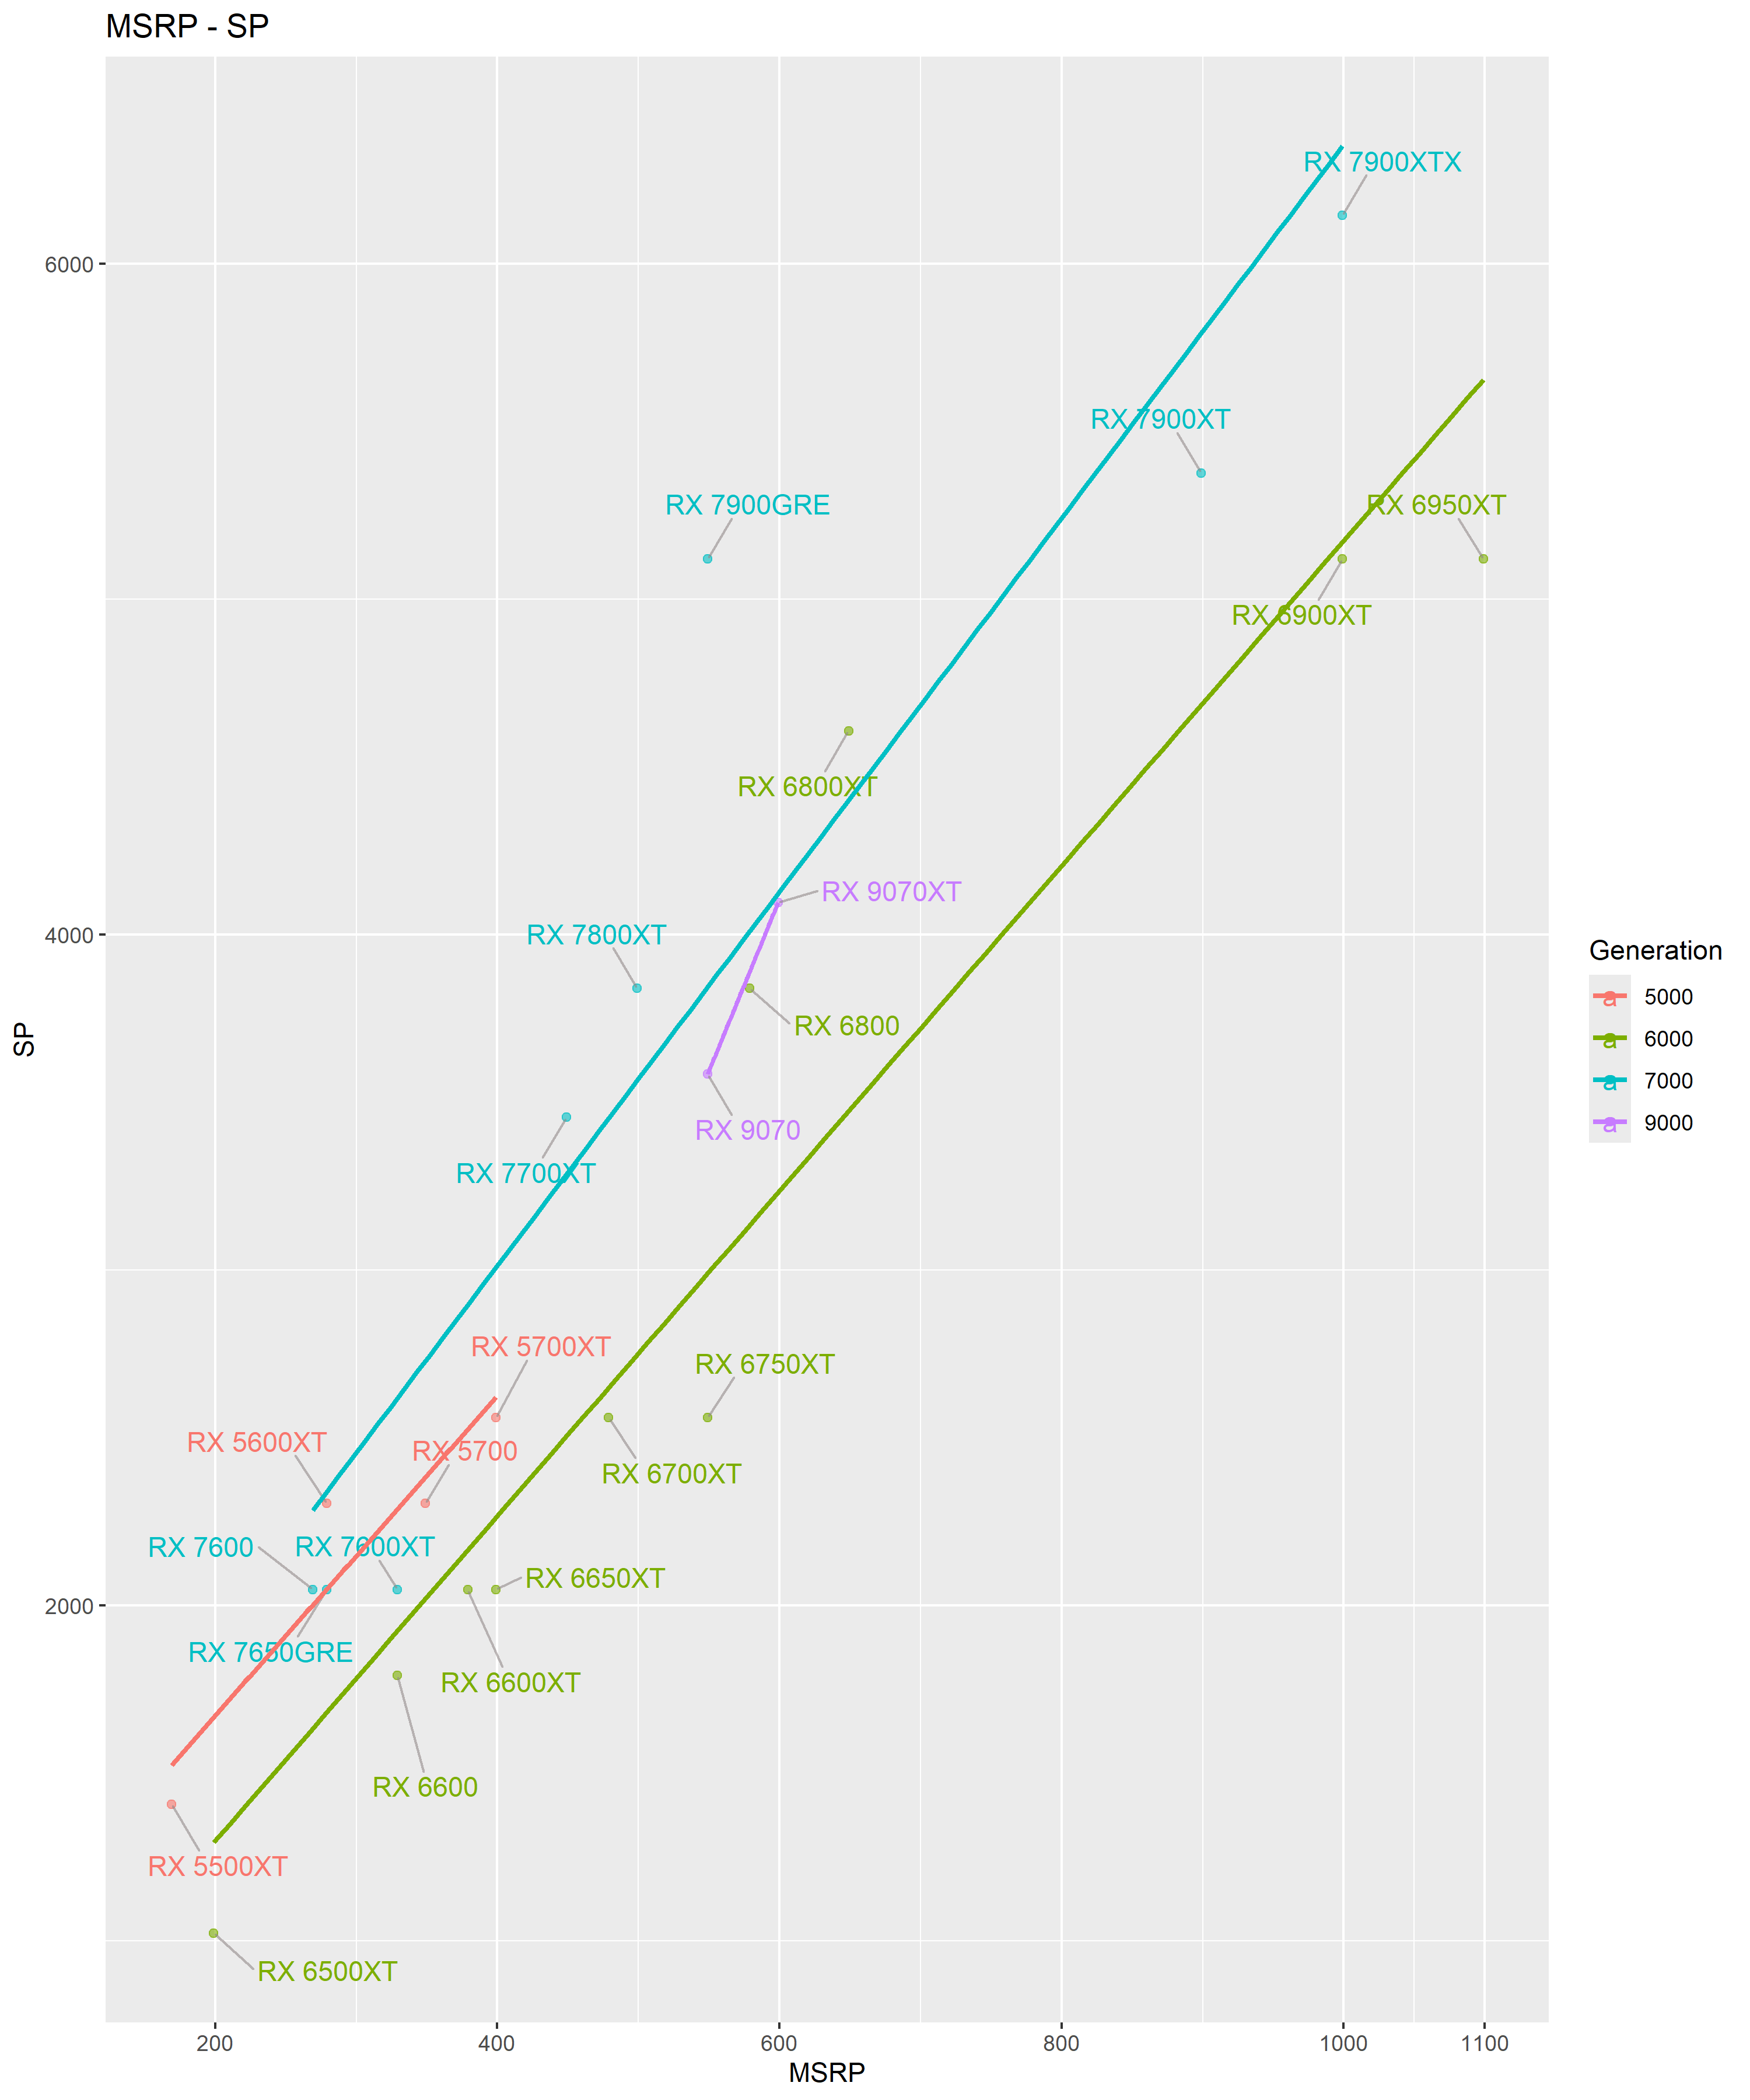 MSRP - SP
RX 7900XTX
6000
RX 7900XT
RX 7900GRE
RX 6950XT
RX 6900XT
RX 6800XT
RX 9070XT
4000
RX 7800XT
Generation
SP
RX 6800
a 5000
a 6000
a 7000
a 9000
RX 9070
RX 7700XT
RX 5700XT
RX 6750XT
RX 5600XT
RX 5700
RX 6700XT
RX 7600
RX 7600XT
RX 6650XT
2000
RX 7650GRE
RX 6600XT
RX 6600
RX 5500XT
RX 6500XT
200 400 600 800 1000 1100
MSRP